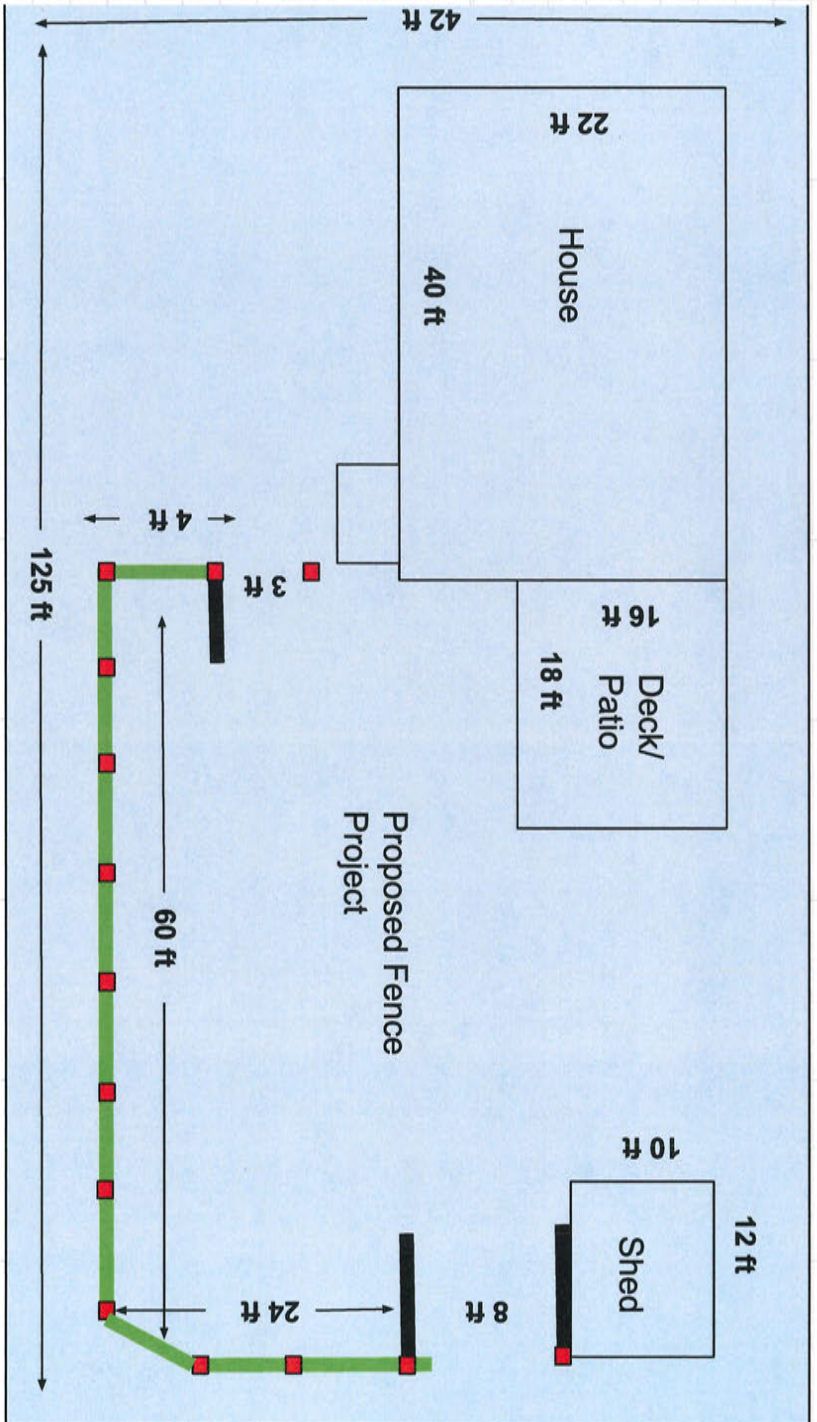 42 ft
22 ft
House
40 ft
16 ft
Deck/
Patio
18 ft
4 ft
3 ft
125 ft
60 ft
Proposed Fence
Project
10 ft
12 ft
Shed
8 ft
24 ft